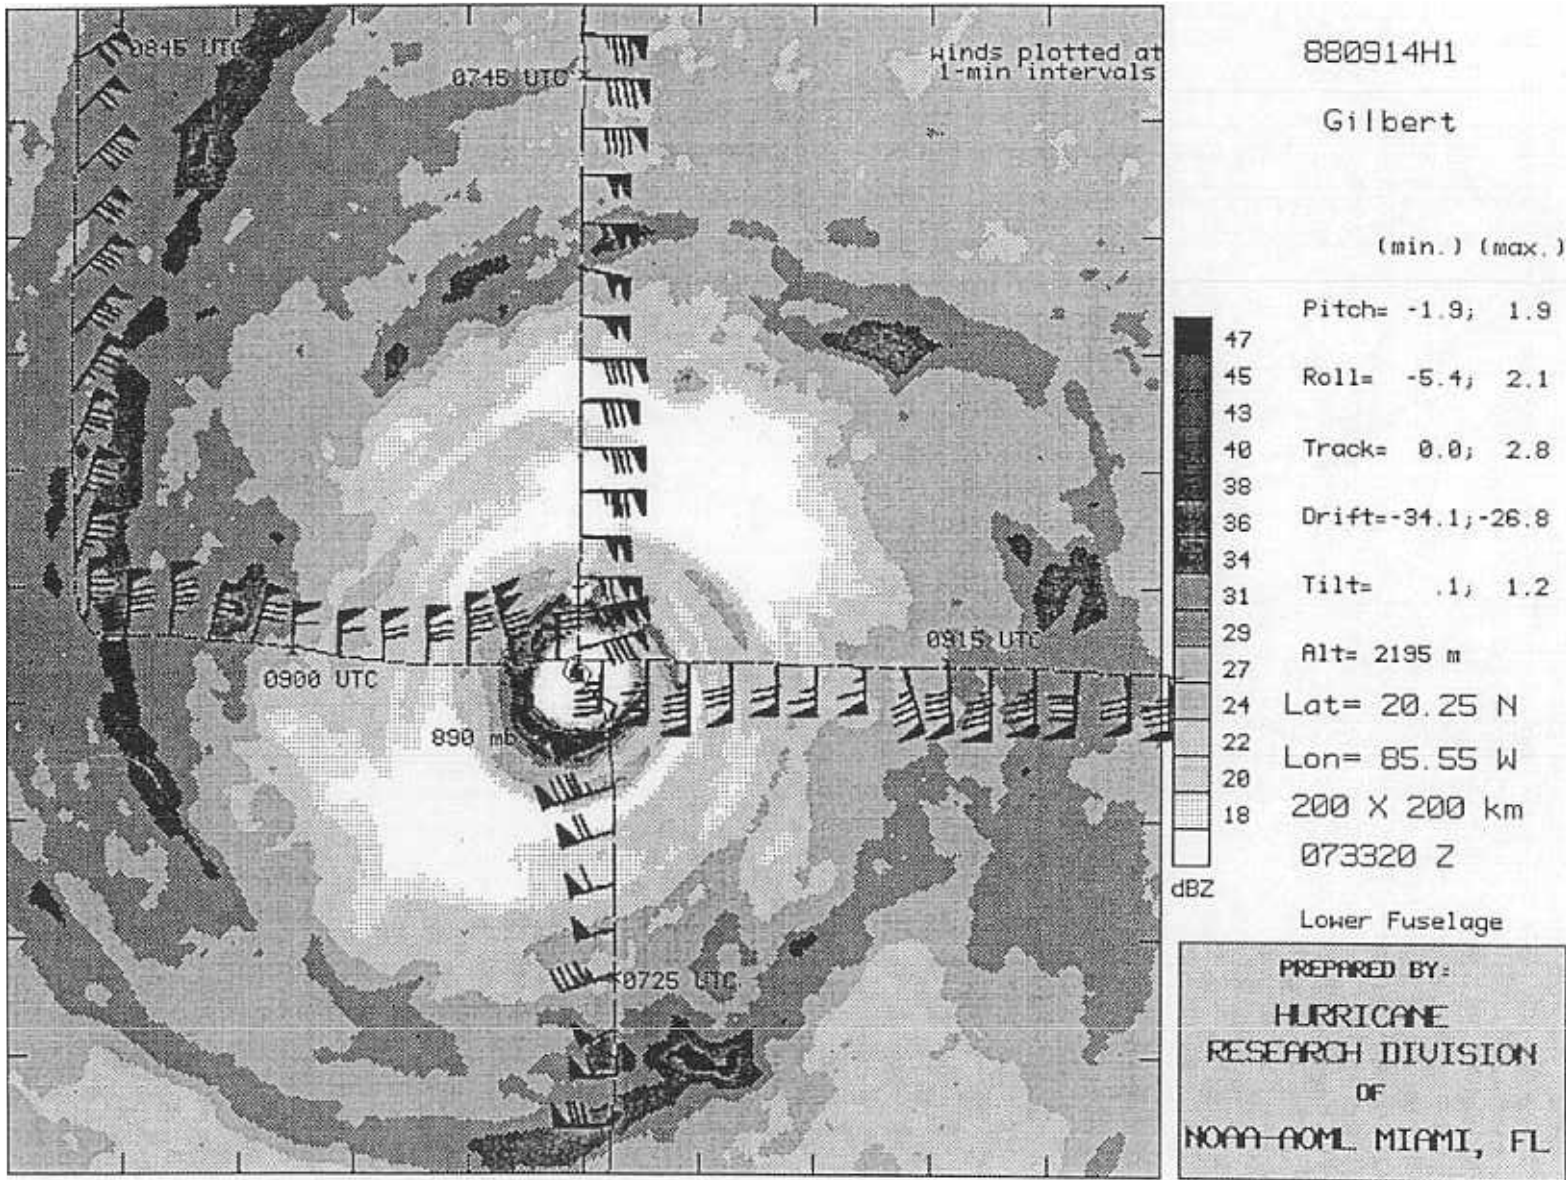 0845 UTC
0745 UTC
winds plotted at
1-min intervals
0900 UTC
0915 UTC
890 mb
0725 UTC
880914H1
Gilbert
(min.) (max.)
Pitch= -1.9; 1.9
Roll= -5.4; 2.1
Track= 0.0; 2.8
Drift=-34.1;-26.8
Tilt= .1; 1.2
Alt= 2195 m
Lat= 20.25 N
Lon= 85.55 W
200 X 200 km
073320 Z
Lower Fuselage
47
45
43
40
38
36
34
31
29
27
24
22
20
18
dBZ
PREPARED BY:
HURRICANE
RESEARCH DIVISION
OF
NOAA-AOML MIAMI, FL